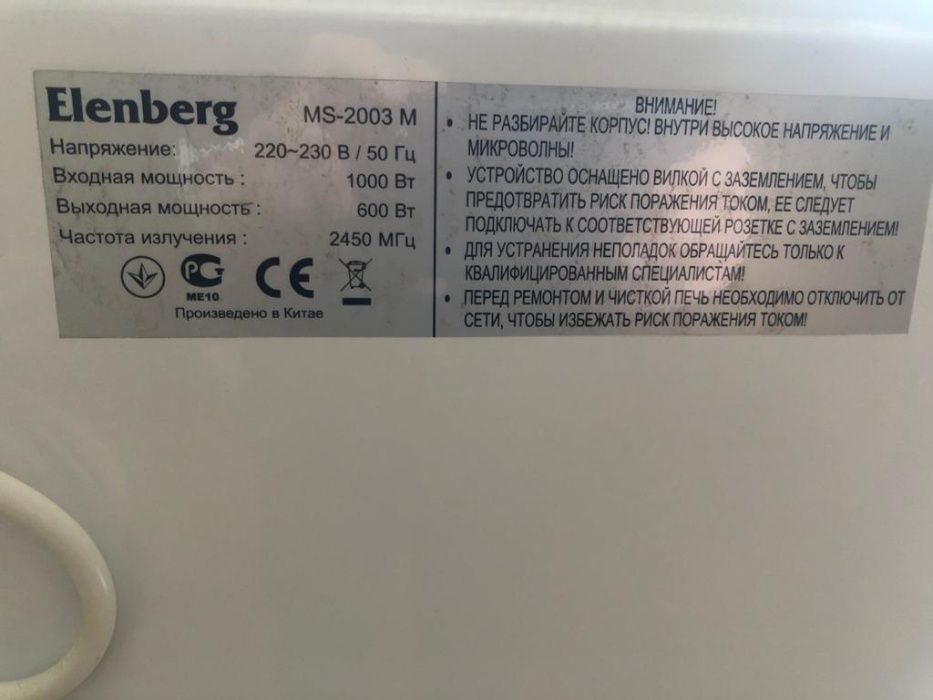 Elenberg MS-2003 M
Напряжение: 220~230 В / 50 Гц
Входная мощность : 1000 Вт
Выходная мощность : 600 Вт
Частота излучения : 2450 МГц
РС СЕ
МЕ10
Произведено в Китае
ВНИМАНИЕ!
• НЕ РАЗБИРАЙТЕ КОРПУС! ВНУТРИ ВЫСОКОЕ НАПРЯЖЕНИЕ И
МИКРОВОЛНЫ!
• УСТРОЙСТВО ОСНАЩЕНО ВИЛКОЙ С ЗАЗЕМЛЕНИЕМ, ЧТОБЫ
ПРЕДОТВРАТИТЬ РИСК ПОРАЖЕНИЯ ТОКОМ, ЕЕ СЛЕДУЕТ
ПОДКЛЮЧАТЬ К СООТВЕТСТВУЮЩЕЙ РОЗЕТКЕ С ЗАЗЕМЛЕНИЕМ!
• ДЛЯ УСТРАНЕНИЯ НЕПОЛАДОК ОБРАЩАЙТЕСЬ ТОЛЬКО К
КВАЛИФИЦИРОВАННЫМ СПЕЦИАЛИСТАМ!
• ПЕРЕД РЕМОНТОМ И ЧИСТКОЙ ПЕЧЬ НЕОБХОДИМО ОТКЛЮЧИТЬ ОТ
СЕТИ, ЧТОБЫ ИЗБЕЖАТЬ РИСК ПОРАЖЕНИЯ ТОКОМ!